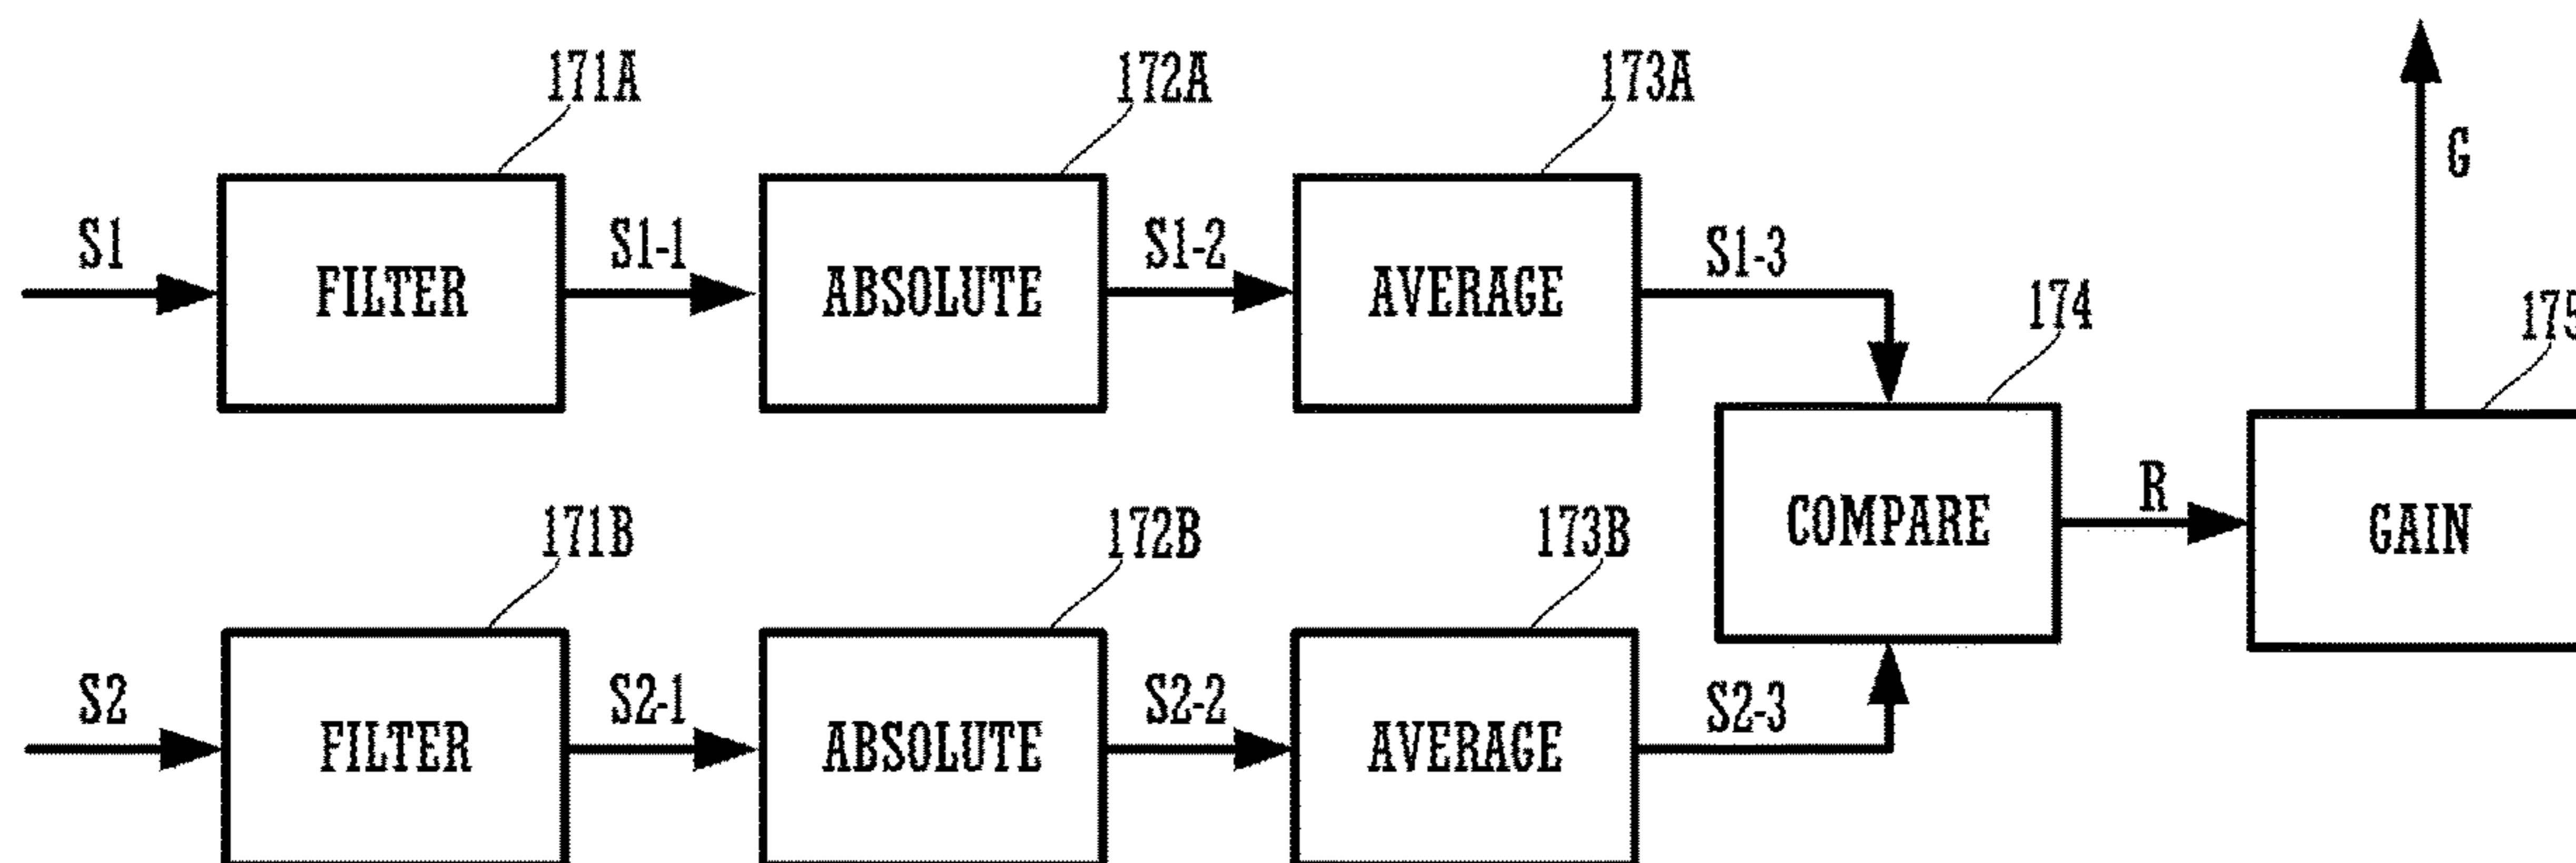 171A
172A
173A
G
S1
S1-1
S1-2
S1-3
FILTER
ABSOLUTE
AVERAGE
174
175
171B
172B
173B
R
COMPARE
GAIN
S2
S2-1
S2-2
S2-3
FILTER
ABSOLUTE
AVERAGE